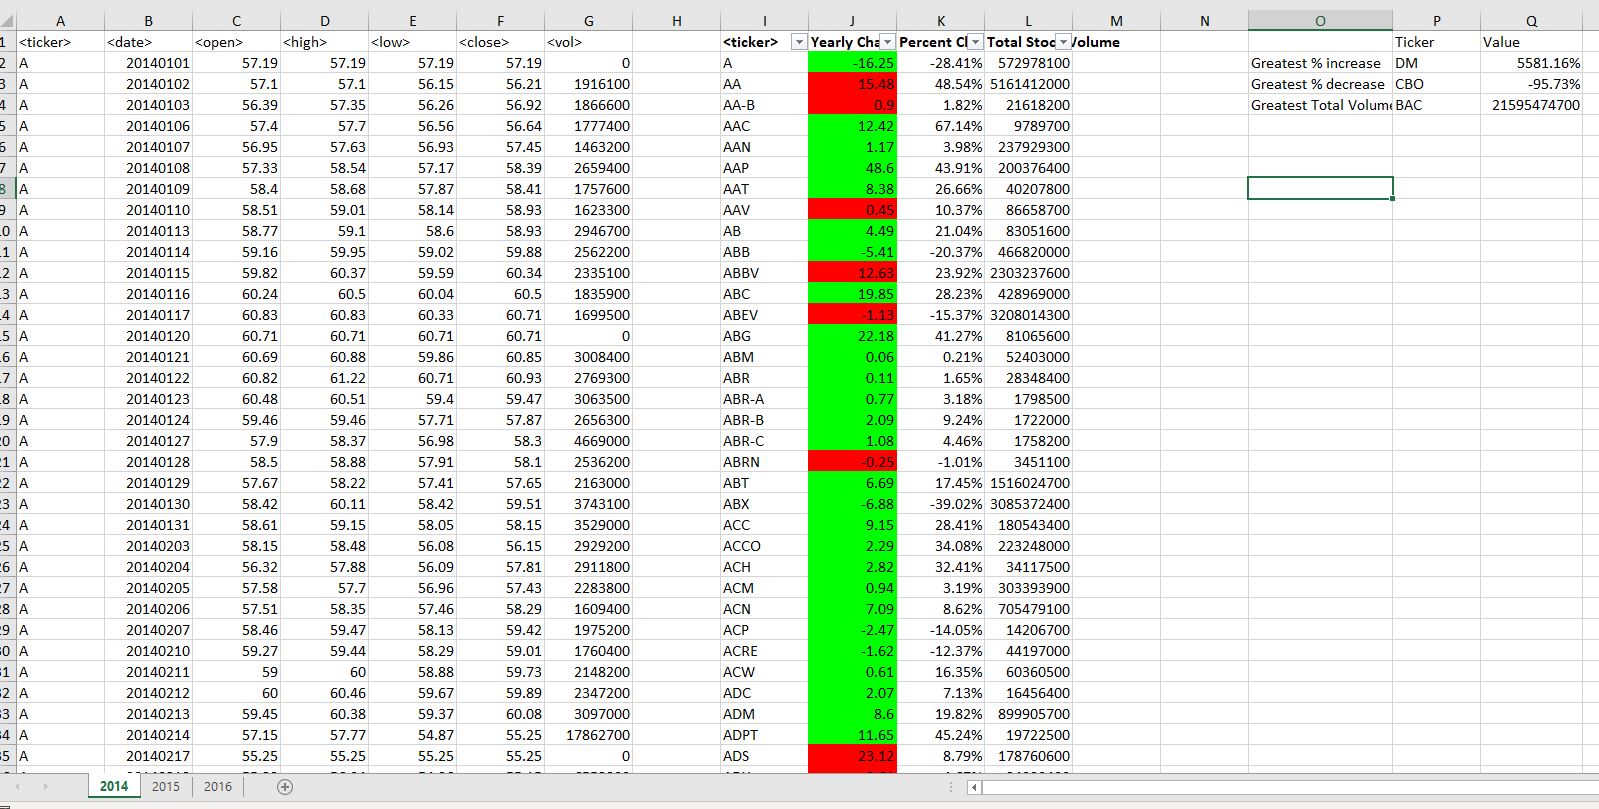 A B C D E F G H I J K L M N O P Q
1 <ticker> <date> <open> <high> <low> <close> <vol> <ticker> Yearly Cha Percent Cl Total Stoc Volume Ticker Value
2 A 20140101 57.19 57.19 57.19 57.19 0 A -16.25 -28.41% 572978100 Greatest % increase DM 5581.16%
3 A 20140102 57.1 57.1 56.15 56.21 1916100 AA 15.48 48.54% 5161412000 Greatest % decrease CBO -95.73%
4 A 20140103 56.39 57.35 56.26 56.92 1866600 AA-B 0.9 1.82% 21618200 Greatest Total Volume BAC 21595474700
5 A 20140106 57.4 57.7 56.56 56.64 1777400 AAC 12.42 67.14% 9789700
6 A 20140107 56.95 57.63 56.93 57.45 1463200 AAN 1.17 3.98% 237929300
7 A 20140108 57.33 58.54 57.17 58.39 2659400 AAP 48.6 43.91% 200376400
8 A 20140109 58.4 58.68 57.87 58.41 1757600 AAT 8.38 26.66% 40207800
9 A 20140110 58.51 59.01 58.14 58.93 1623300 AAV 0.45 10.37% 86658700
0 A 20140113 58.77 59.1 58.6 58.93 2946700 AB 4.49 21.04% 83051600
1 A 20140114 59.16 59.95 59.02 59.88 2562200 ABB -5.41 -20.37% 466820000
2 A 20140115 59.82 60.37 59.59 60.34 2335100 ABBV 12.63 23.92% 2303237600
3 A 20140116 60.24 60.5 60.04 60.5 1835900 ABC 19.85 28.23% 428969000
4 A 20140117 60.83 60.83 60.33 60.71 1699500 ABEV -1.13 -15.37% 3208014300
5 A 20140120 60.71 60.71 60.71 60.71 0 ABG 22.18 41.27% 81065600
6 A 20140121 60.69 60.88 59.86 60.85 3008400 ABM 0.06 0.21% 52403000
7 A 20140122 60.82 61.22 60.71 60.93 2769300 ABR 0.11 1.65% 28348400
8 A 20140123 60.48 60.51 59.4 59.47 3063500 ABR-A 0.77 3.18% 1798500
9 A 20140124 59.46 59.46 57.71 57.87 2656300 ABR-B 2.09 9.24% 1722000
0 A 20140127 57.9 58.37 56.98 58.3 4669000 ABR-C 1.08 4.46% 1758200
1 A 20140128 58.5 58.88 57.91 58.1 2536200 ABRN -0.25 -1.01% 3451100
2 A 20140129 57.67 58.22 57.41 57.65 2163000 ABT 6.69 17.45% 1516024700
3 A 20140130 58.42 60.11 58.42 59.51 3743100 ABX -6.88 -39.02% 3085372400
4 A 20140131 58.61 59.15 58.05 58.15 3529000 ACC 9.15 28.41% 180543400
5 A 20140203 58.15 58.48 56.08 56.15 2929200 ACCO 2.29 34.08% 223248000
6 A 20140204 56.32 57.88 56.09 57.81 2911800 ACH 2.82 32.41% 34117500
7 A 20140205 57.58 57.7 56.96 57.43 2283800 ACM 0.94 3.19% 303393900
8 A 20140206 57.51 58.35 57.46 58.29 1609400 ACN 7.09 8.62% 705479100
9 A 20140207 58.46 59.47 58.13 59.42 1975200 ACP -2.47 -14.05% 14206700
0 A 20140210 59.27 59.44 58.29 59.01 1760400 ACRE -1.62 -12.37% 44197000
1 A 20140211 59 60 58.88 59.73 2148200 ACW 0.61 16.35% 60360500
2 A 20140212 60 60.46 59.67 59.89 2347200 ADC 2.07 7.13% 16456400
3 A 20140213 59.45 60.38 59.37 60.08 3097000 ADM 8.6 19.82% 899905700
4 A 20140214 57.15 57.77 54.87 55.25 17862700 ADPT 11.65 45.24% 19722500
5 A 20140217 55.25 55.25 55.25 55.25 0 ADS 23.12 8.79% 178760600
2014 2015 2016